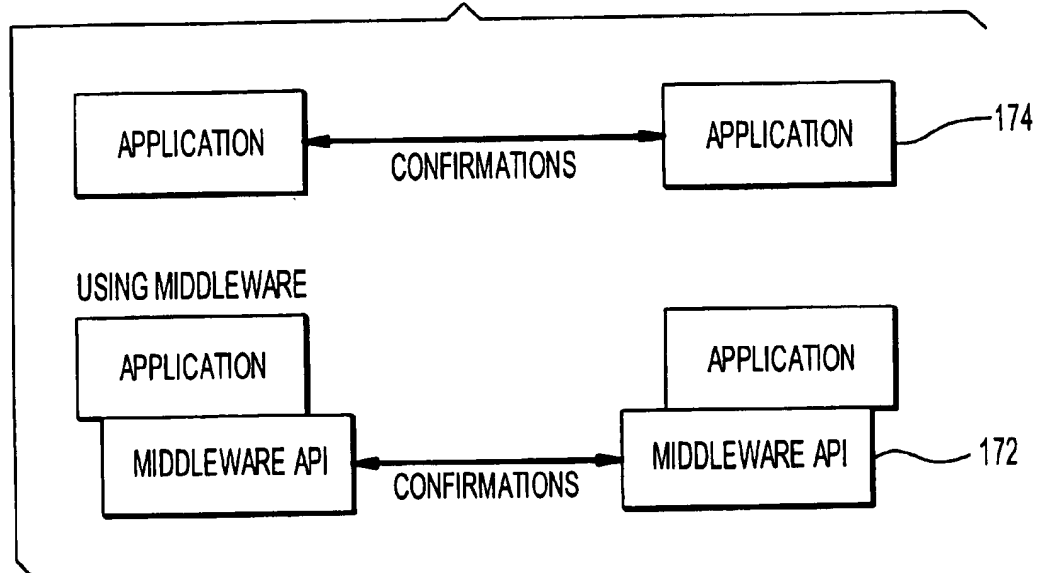 APPLICATION
APPLICATION
174
CONFIRMATIONS
USING MIDDLEWARE
APPLICATION
APPLICATION
MIDDLEWARE API
MIDDLEWARE API
172
CONFIRMATIONS